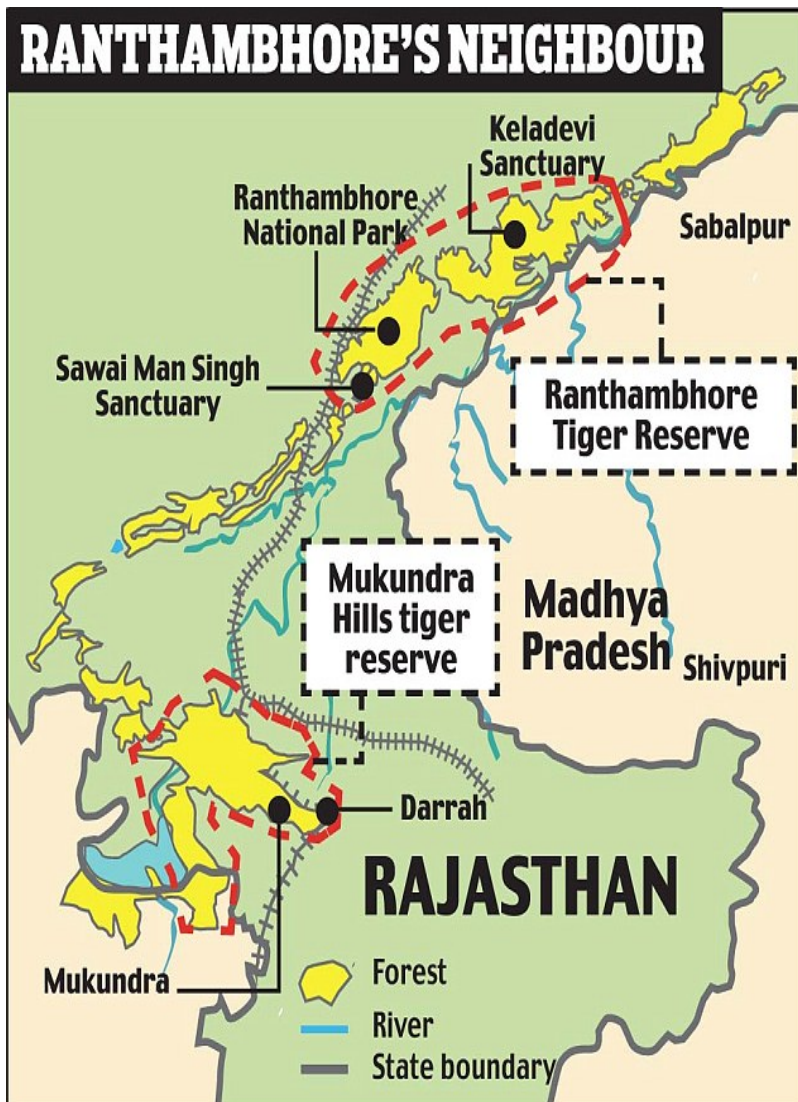 RANTHAMBHORE'S NEIGHBOUR
Keladevi
Sanctuary
Ranthambhore
National Park
Sabalpur
Sawai Man Singh
Sanctuary
Ranthambhore
Tiger Reserve
Mukundra
Hills tiger
reserve
Madhya
Pradesh
Shivpuri
Darrah
RAJASTHAN
Mukundra
Forest
River
State boundary